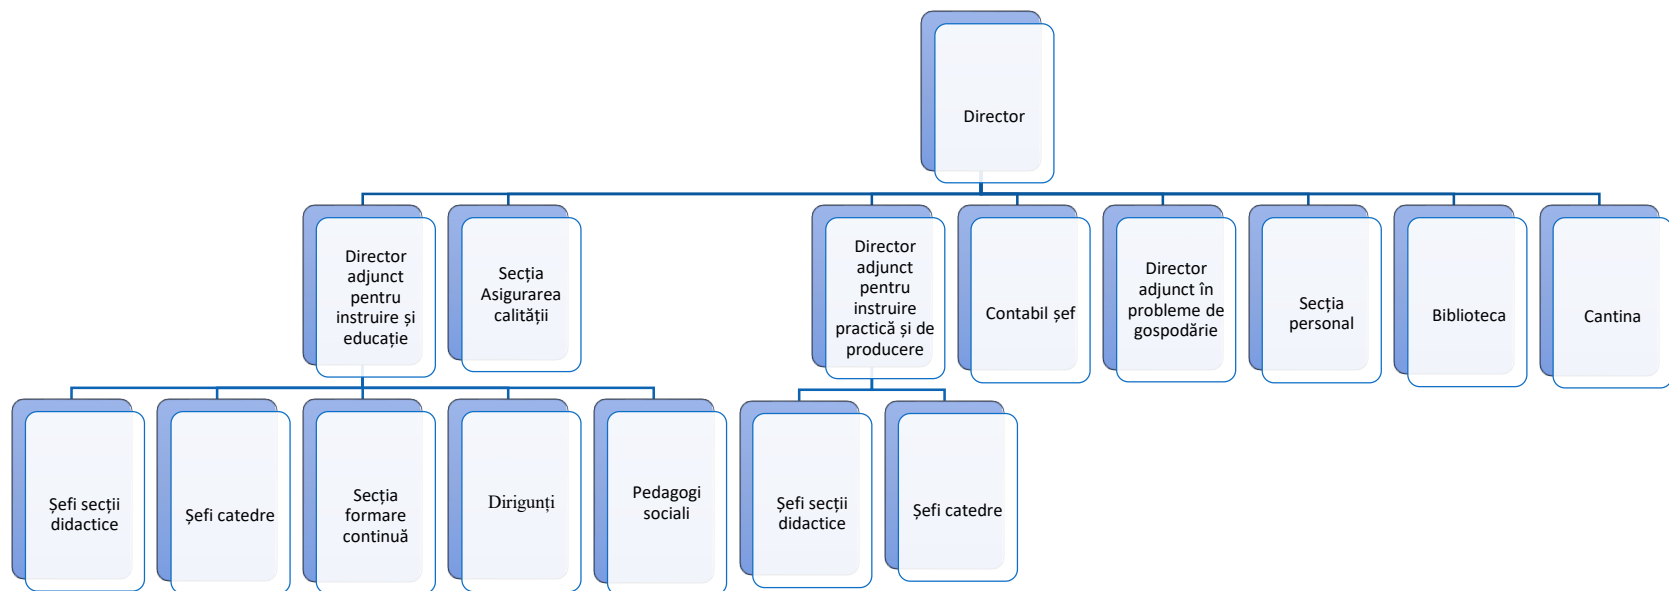 Director
Director
adjunct
pentru
instruire și
educație
Secția
Asigurarea
calității
Director
adjunct
pentru
instruire
practică și de
producere
Contabil șef
Director
adjunct în
probleme de
gospodărie
Secția
personal
Biblioteca
Cantina
Șefi secții
didactice
Șefi catedre
Secția
formare
continuă
Dirigunți
Pedagogi
sociali
Șefi secții
didactice
Șefi catedre